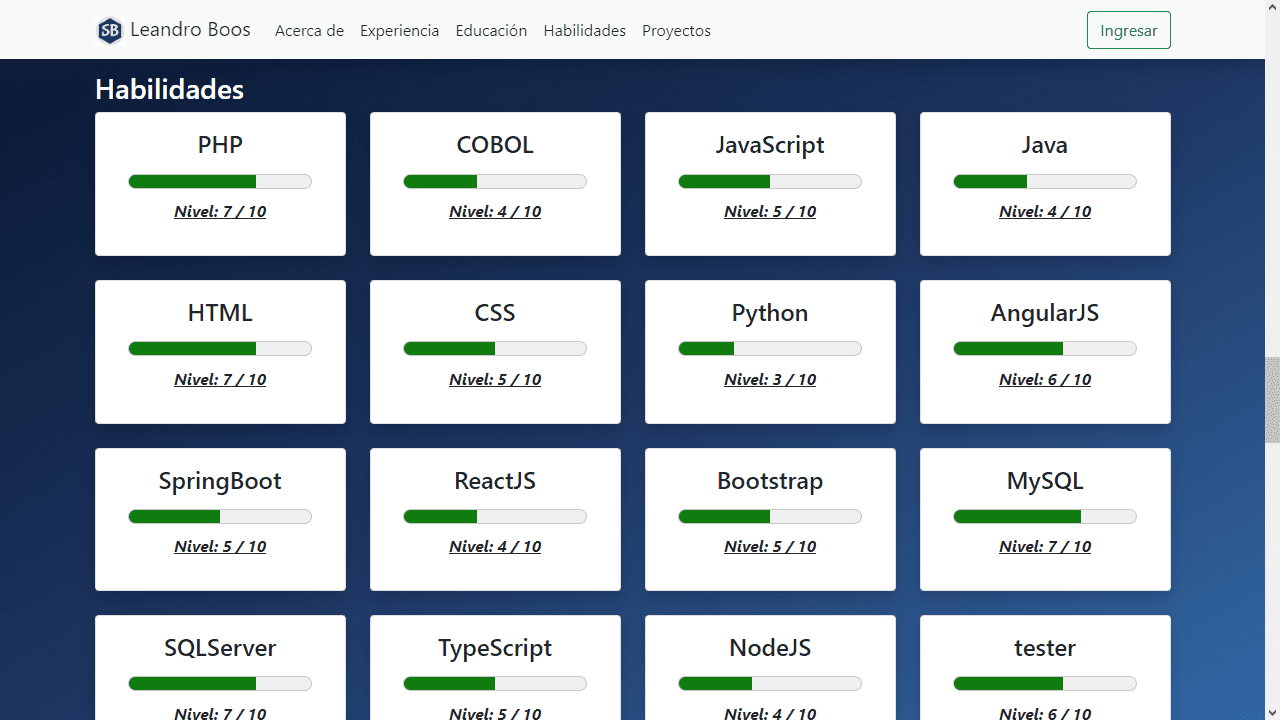 SB Leandro Boos Acerca de Experiencia Educación Habilidades Proyectos Ingresar
Habilidades
PHP COBOL JavaScript Java
Nivel: 7 / 10 Nivel: 4 / 10 Nivel: 5 / 10 Nivel: 4 / 10
HTML CSS Python AngularJS
Nivel: 7 / 10 Nivel: 5 / 10 Nivel: 3 / 10 Nivel: 6 / 10
SpringBoot ReactJS Bootstrap MySQL
Nivel: 5 / 10 Nivel: 4 / 10 Nivel: 5 / 10 Nivel: 7 / 10
SQLServer TypeScript NodeJS tester
Nivel: 7 / 10 Nivel: 5 / 10 Nivel: 4 / 10 Nivel: 6 / 10